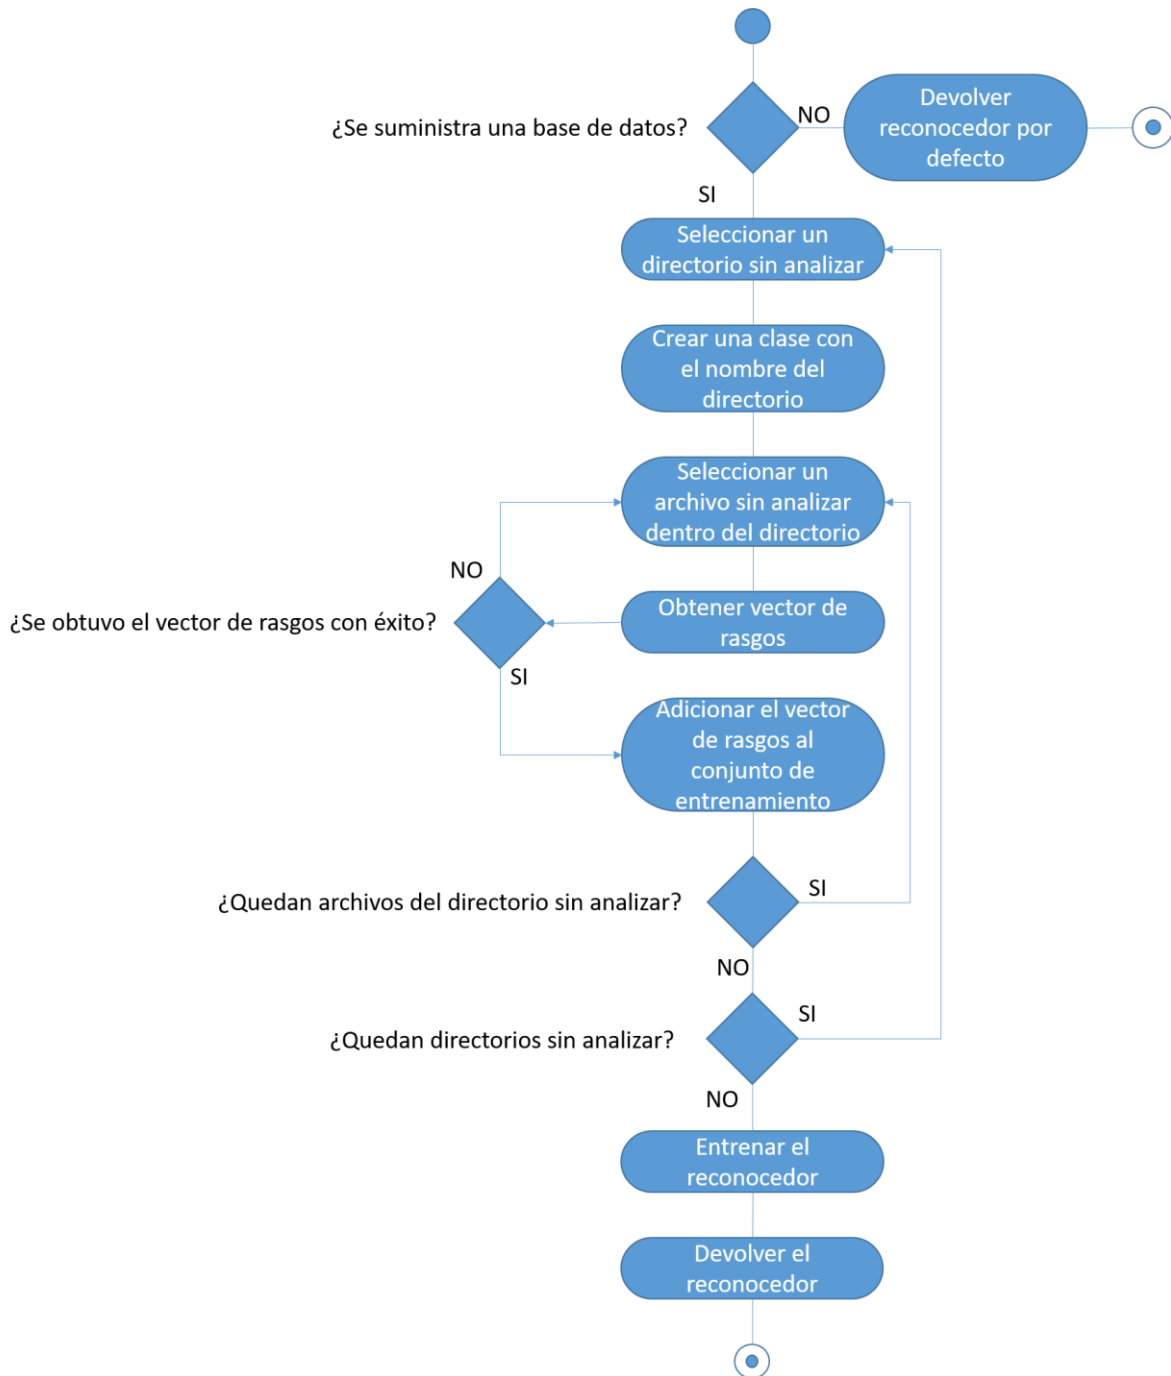 ¿Se suministra una base de datos?
NO
Devolver
reconocedor por
defecto
SI
Seleccionar un
directorio sin analizar
Crear una clase con
el nombre del
directorio
Seleccionar un
archivo sin analizar
dentro del directorio
NO
¿Se obtuvo el vector de rasgos con éxito?
Obtener vector de
rasgos
SI
Adicionar el vector
de rasgos al
conjunto de
entrenamiento
¿Quedan archivos del directorio sin analizar?
SI
NO
¿Quedan directorios sin analizar?
SI
NO
Entrenar el
reconocedor
Devolver el
reconocedor